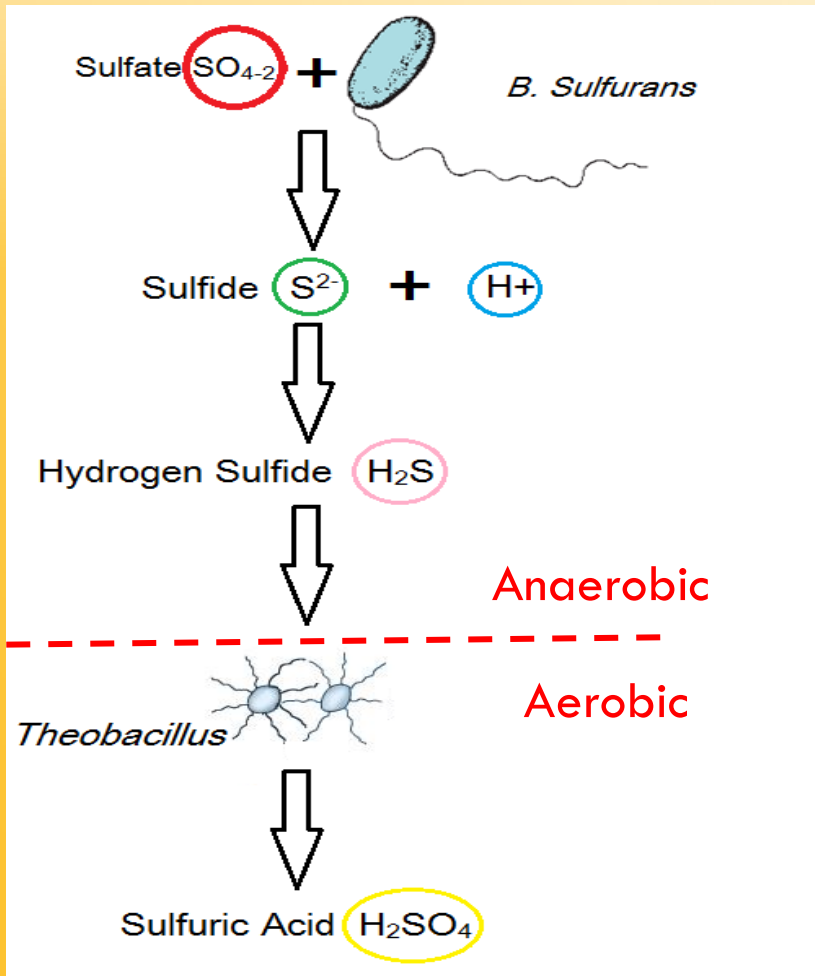 Sulfate SO₄₋₂ +
B. Sulfurans
Sulfide S²⁻ + H+
Hydrogen Sulfide H₂S
Anaerobic
Aerobic
Theobacillus
Sulfuric Acid H₂SO₄